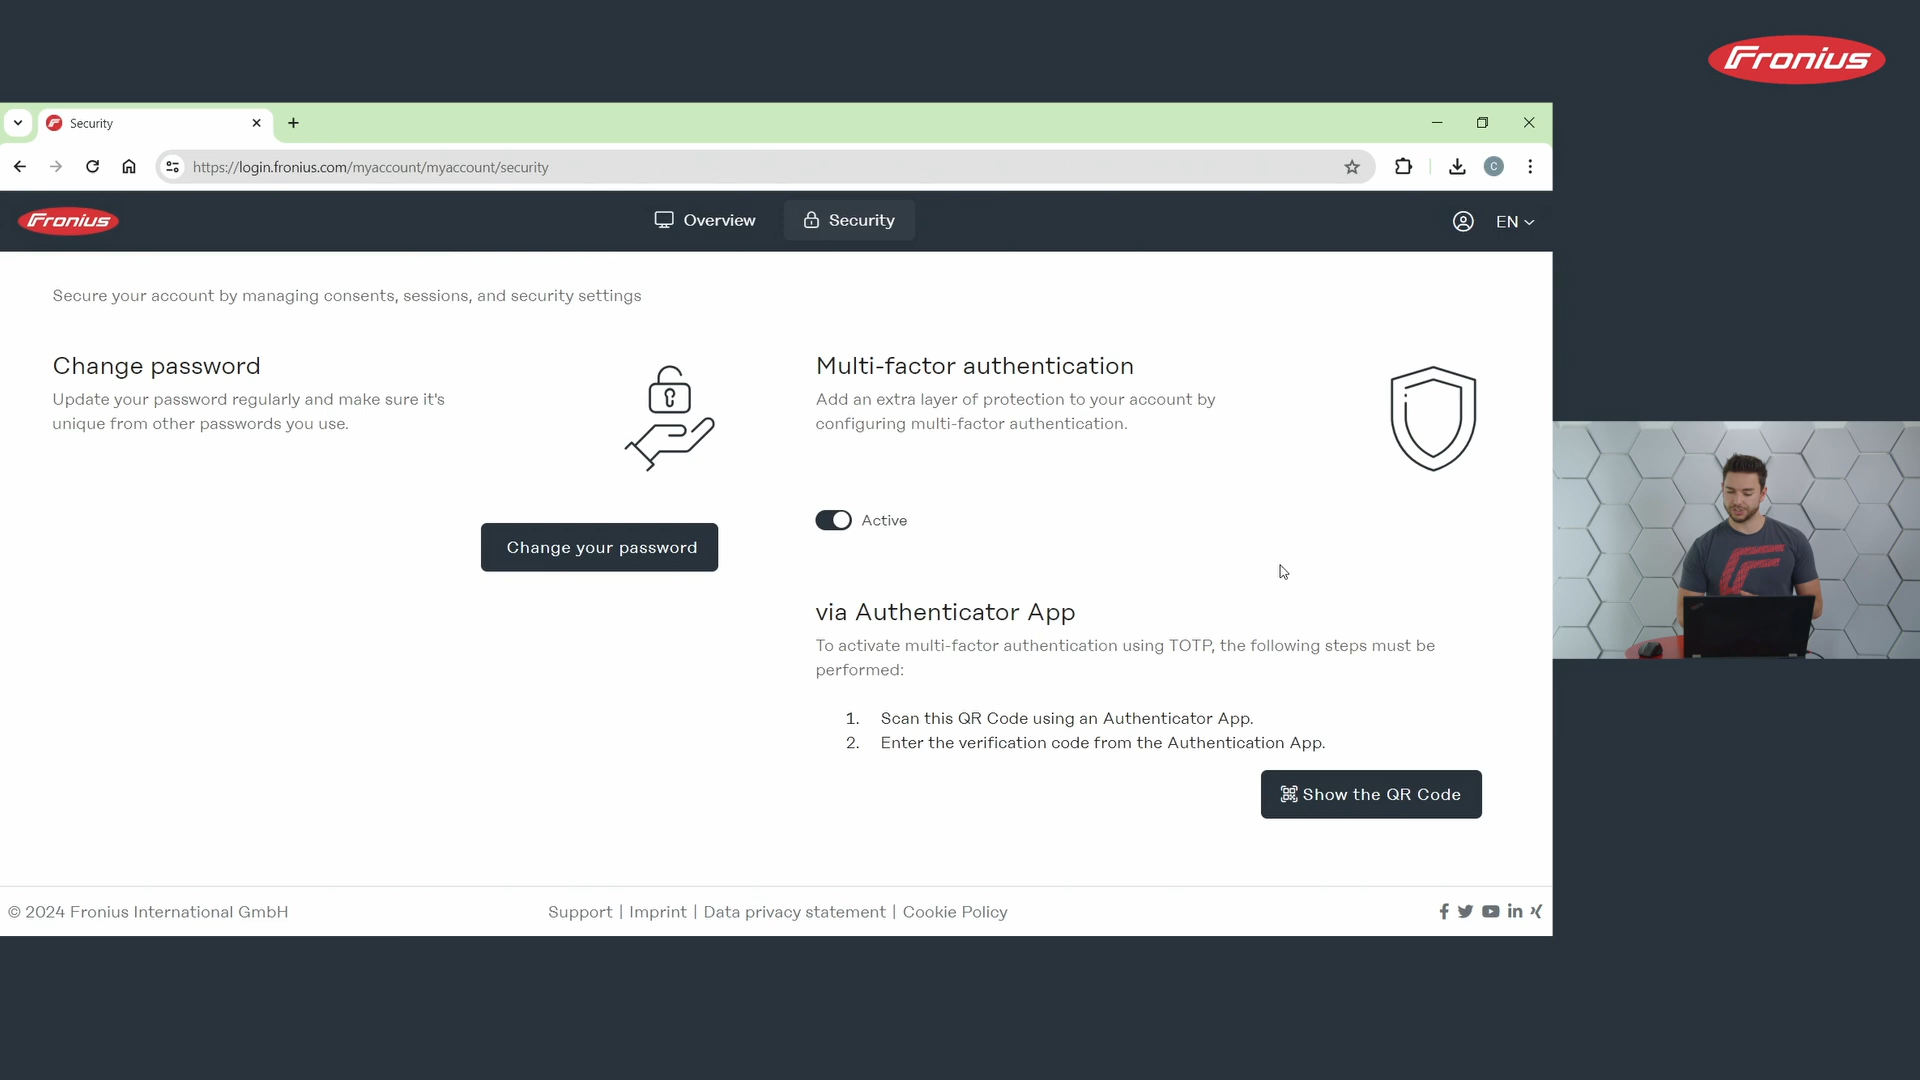 Fronius
Security
https://login.fronius.com/myaccount/myaccount/security
C
Fronius
Overview
Security
EN
Secure your account by managing consents, sessions, and security settings
Change password
Update your password regularly and make sure it's
unique from other passwords you use.
Change your password
Multi-factor authentication
Add an extra layer of protection to your account by
configuring multi-factor authentication.
Active
via Authenticator App
To activate multi-factor authentication using TOTP, the following steps must be
performed:
1. Scan this QR Code using an Authenticator App.
2. Enter the verification code from the Authentication App.
Show the QR Code
© 2024 Fronius International GmbH
Support | Imprint | Data privacy statement | Cookie Policy